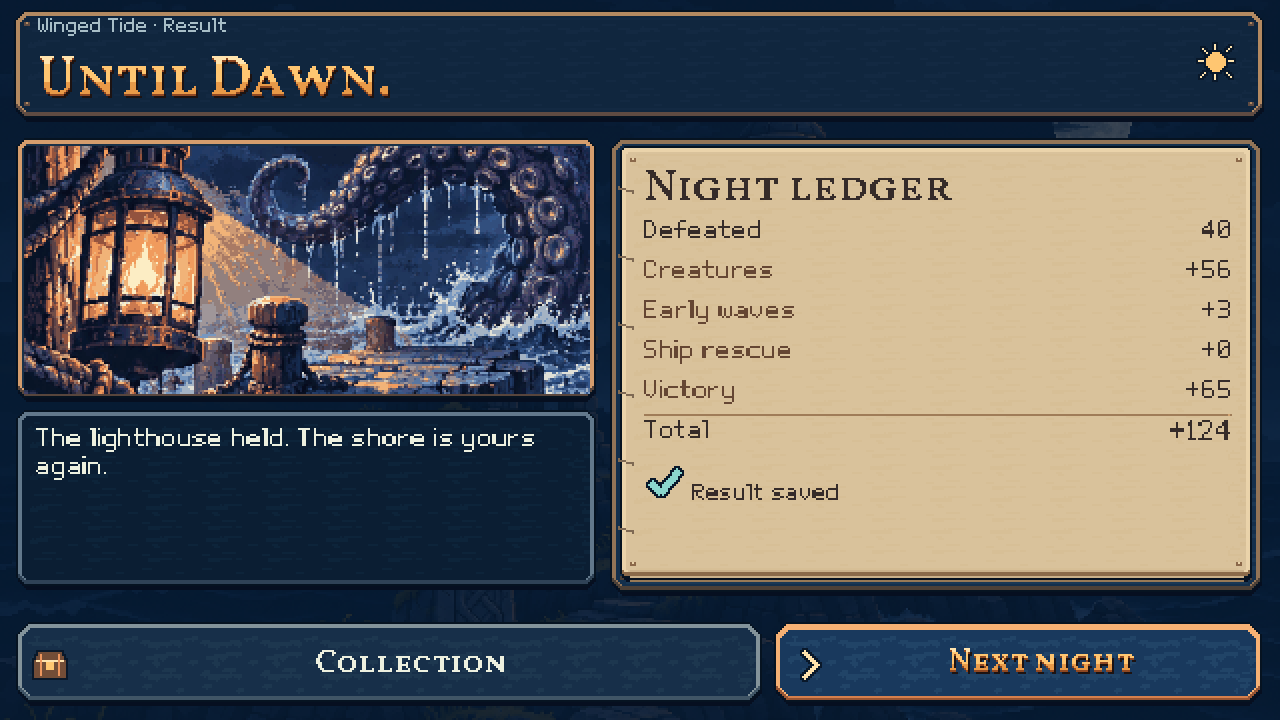 Winged Tide · Result
Until Dawn.
The lighthouse held. The shore is yours
again.
Night ledger
Defeated 40
Creatures +56
Early waves +3
Ship rescue +0
Victory +65
Total +124
Result saved
Collection
Next night